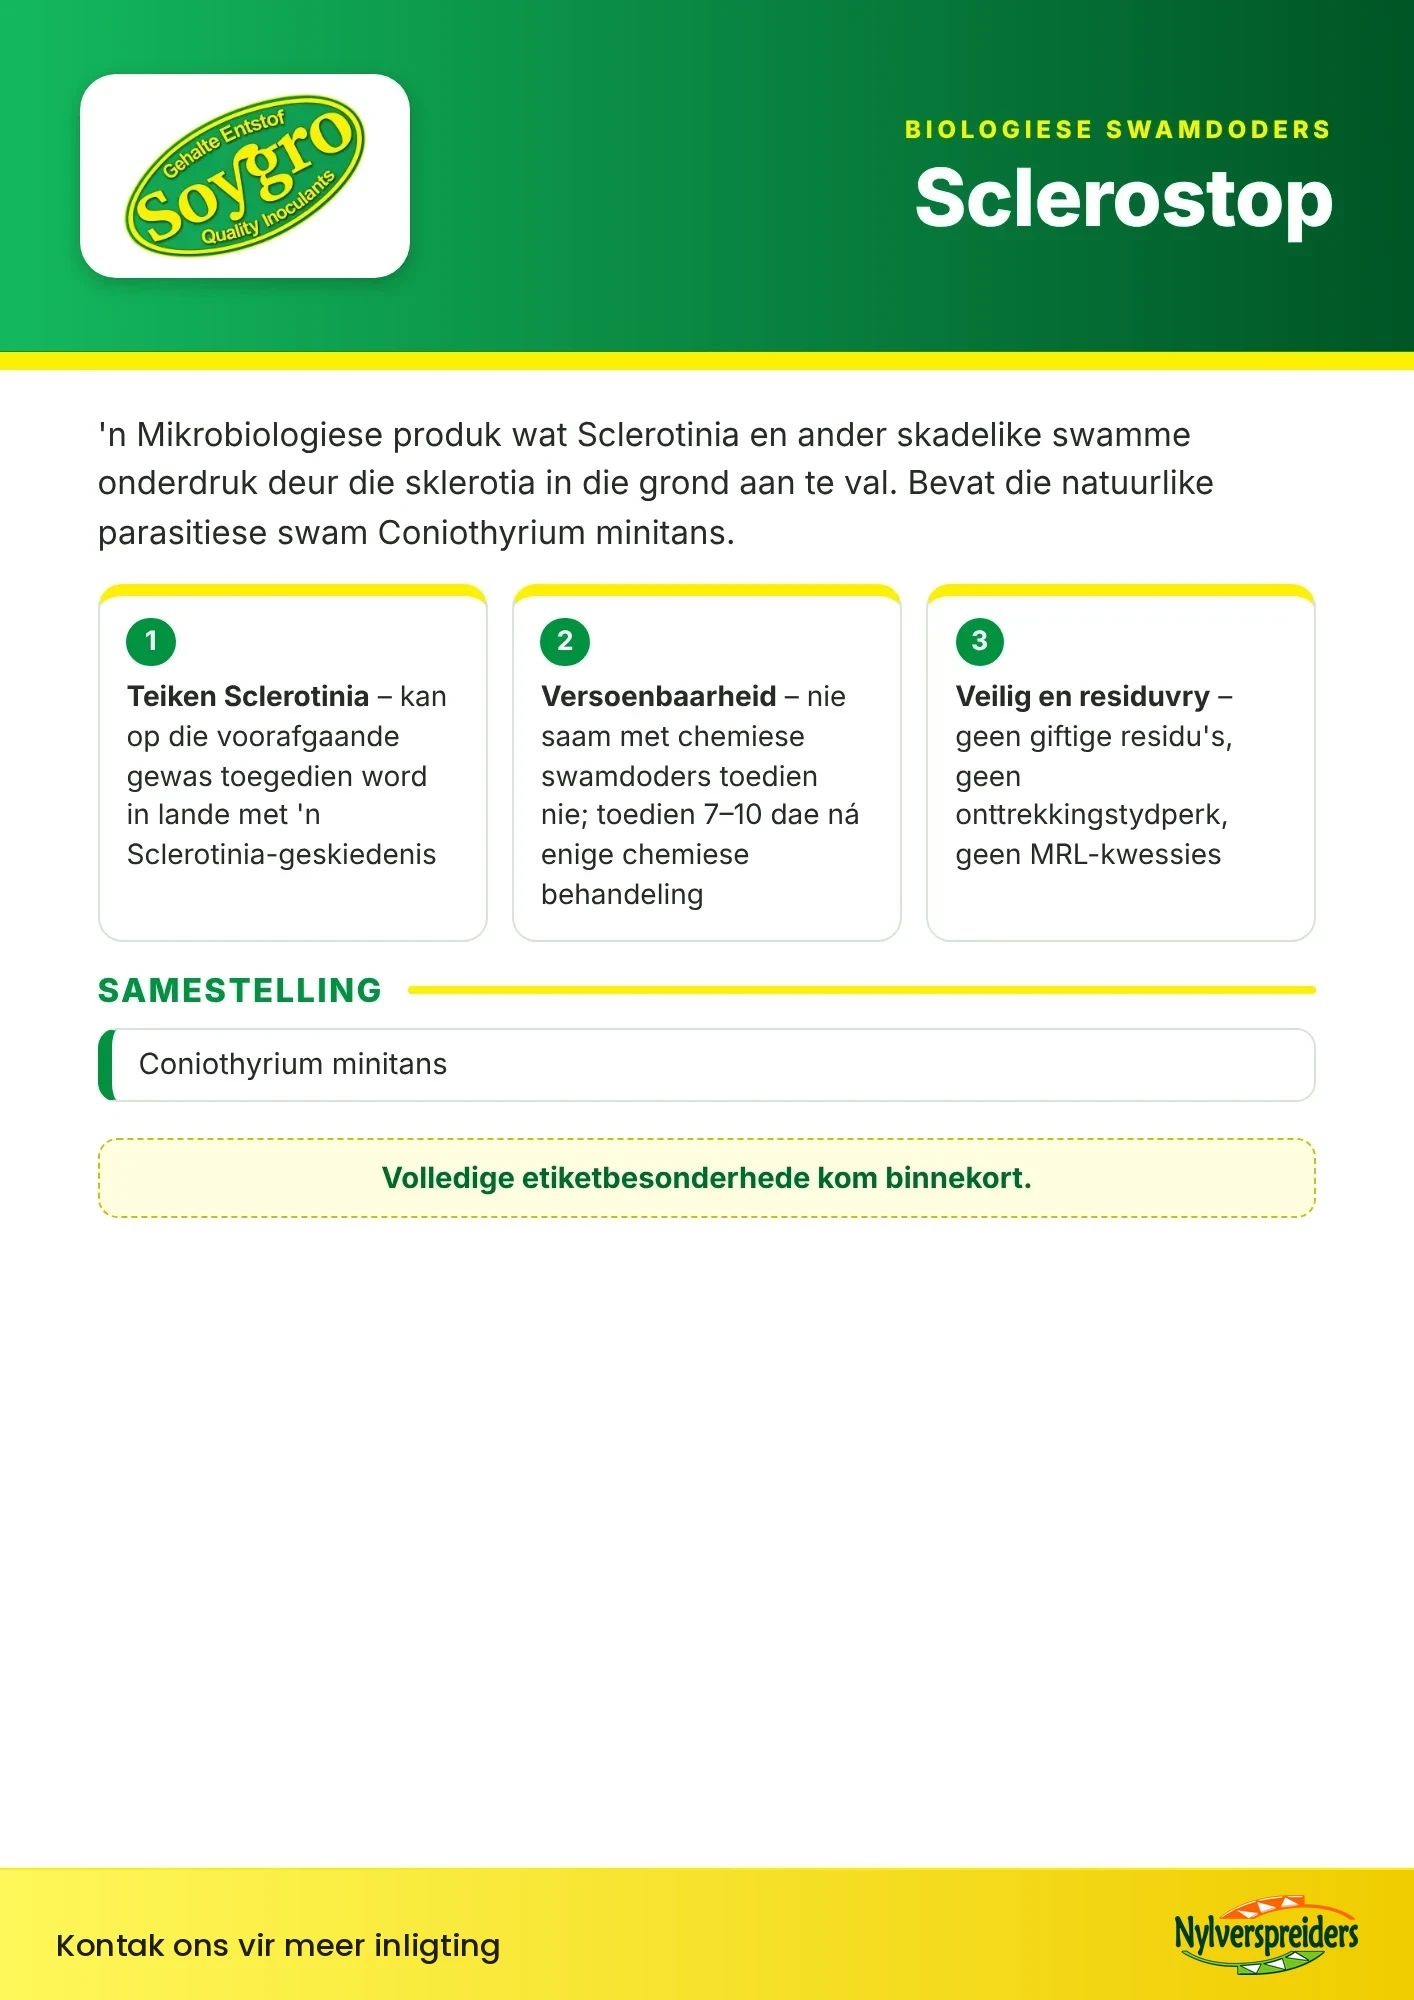 Gehalte Entstof
Soygro
Quality Inoculants
BIOLOGIESE SWAMDODERS
Sclerostop
'n Mikrobiologiese produk wat Sclerotinia en ander skadelike swamme
onderdruk deur die sklerotia in die grond aan te val. Bevat die natuurlike
parasitiese swam Coniothyrium minitans.
1
Teiken Sclerotinia – kan
op die voorafgaande
gewas toegedien word
in lande met 'n
Sclerotinia-geskiedenis
2
Versoenbaarheid – nie
saam met chemiese
swamdoders toedien
nie; toedien 7–10 dae ná
enige chemiese
behandeling
3
Veilig en residuvry –
geen giftige residu's,
geen
onttrekkingstydperk,
geen MRL-kwessies
SAMESTELLING
Coniothyrium minitans
Volledige etiketbesonderhede kom binnekort.
Kontak ons vir meer inligting
Nylverspreiders